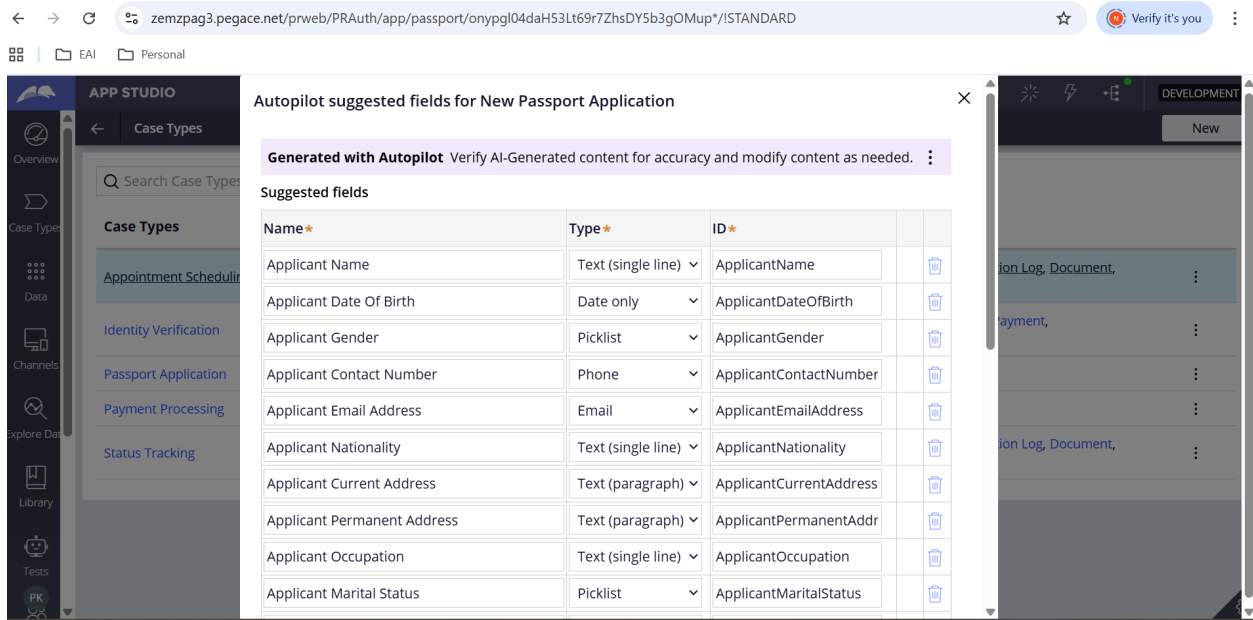 zemzpag3.pegace.net/prweb/PRAuth/app/passport/onypgl04daH53Lt69r7ZhsDY5b3gOMup*/!STANDARD
N
Verify it's you
EAI
Personal
APP STUDIO
DEVELOPMENT
Case Types
New
Overview
Case Types
Data
Channels
Explore Dat
Library
Tests
PK
Search Case Types
Case Types
Appointment Schedulin
Identity Verification
Passport Application
Payment Processing
Status Tracking
Autopilot suggested fields for New Passport Application
Generated with Autopilot Verify AI-Generated content for accuracy and modify content as needed.
Suggested fields
Name* Type* ID*
Applicant Name Text (single line) ApplicantName
Applicant Date Of Birth Date only ApplicantDateOfBirth
Applicant Gender Picklist ApplicantGender
Applicant Contact Number Phone ApplicantContactNumber
Applicant Email Address Email ApplicantEmailAddress
Applicant Nationality Text (single line) ApplicantNationality
Applicant Current Address Text (paragraph) ApplicantCurrentAddress
Applicant Permanent Address Text (paragraph) ApplicantPermanentAddr
Applicant Occupation Text (single line) ApplicantOccupation
Applicant Marital Status Picklist ApplicantMaritalStatus
ion Log, Document,
Payment,
ion Log, Document,